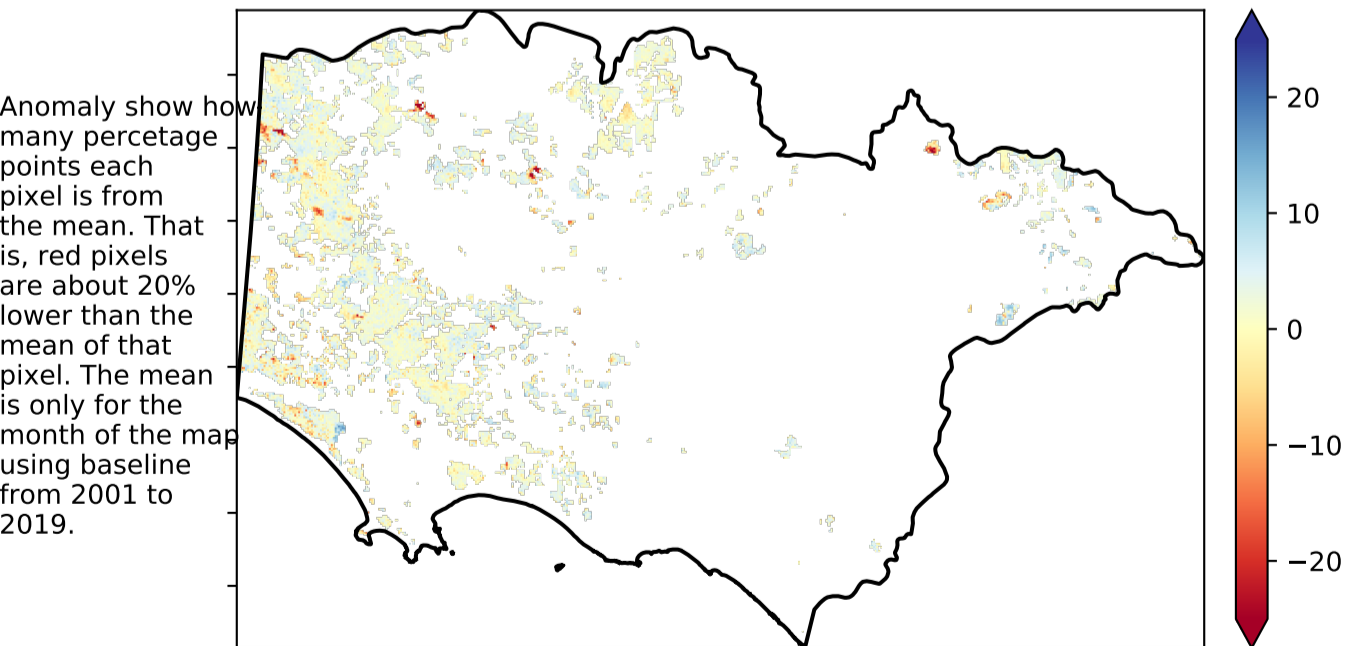 Anomaly show how
many percetage
points each
pixel is from
the mean. That
is, red pixels
are about 20%
lower than the
mean of that
pixel. The mean
is only for the
month of the map
using baseline
from 2001 to
2019.
20
10
0
−10
−20